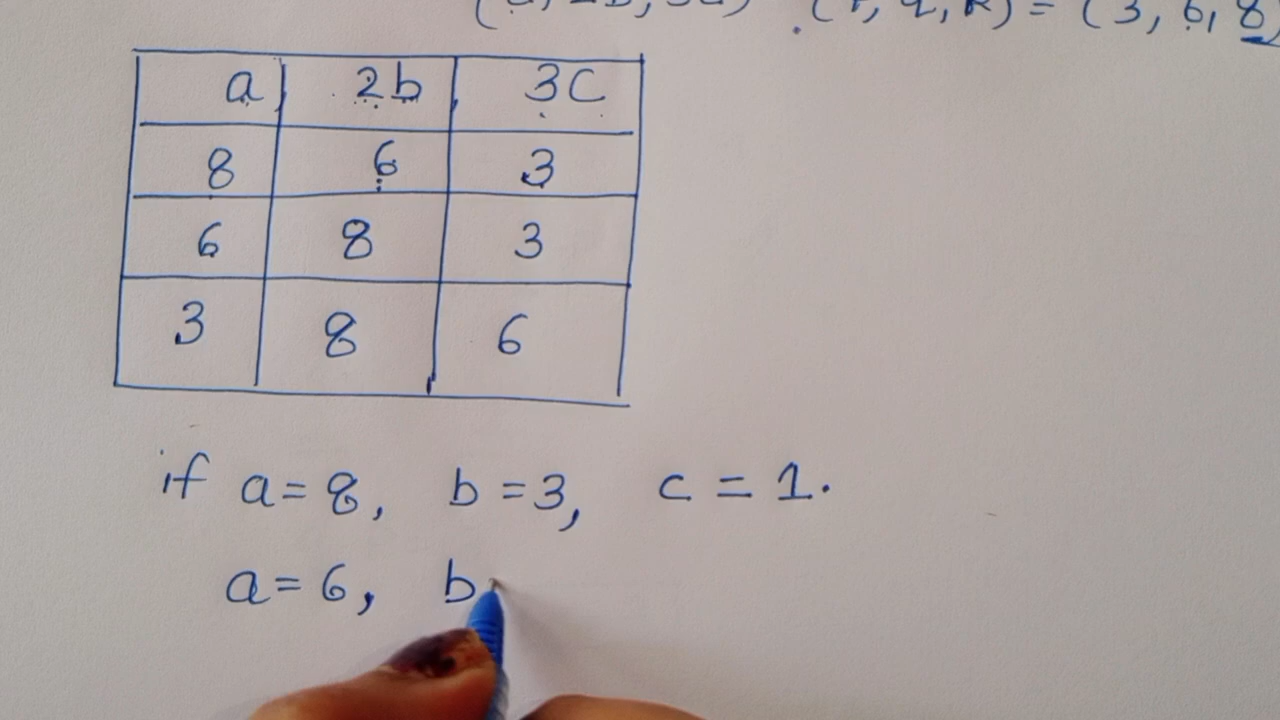 (p, q, r) = (3, 6, 8)
a 2b 3c
8 6 3
6 8 3
3 8 6
if a = 8, b = 3, c = 1.
a = 6, b